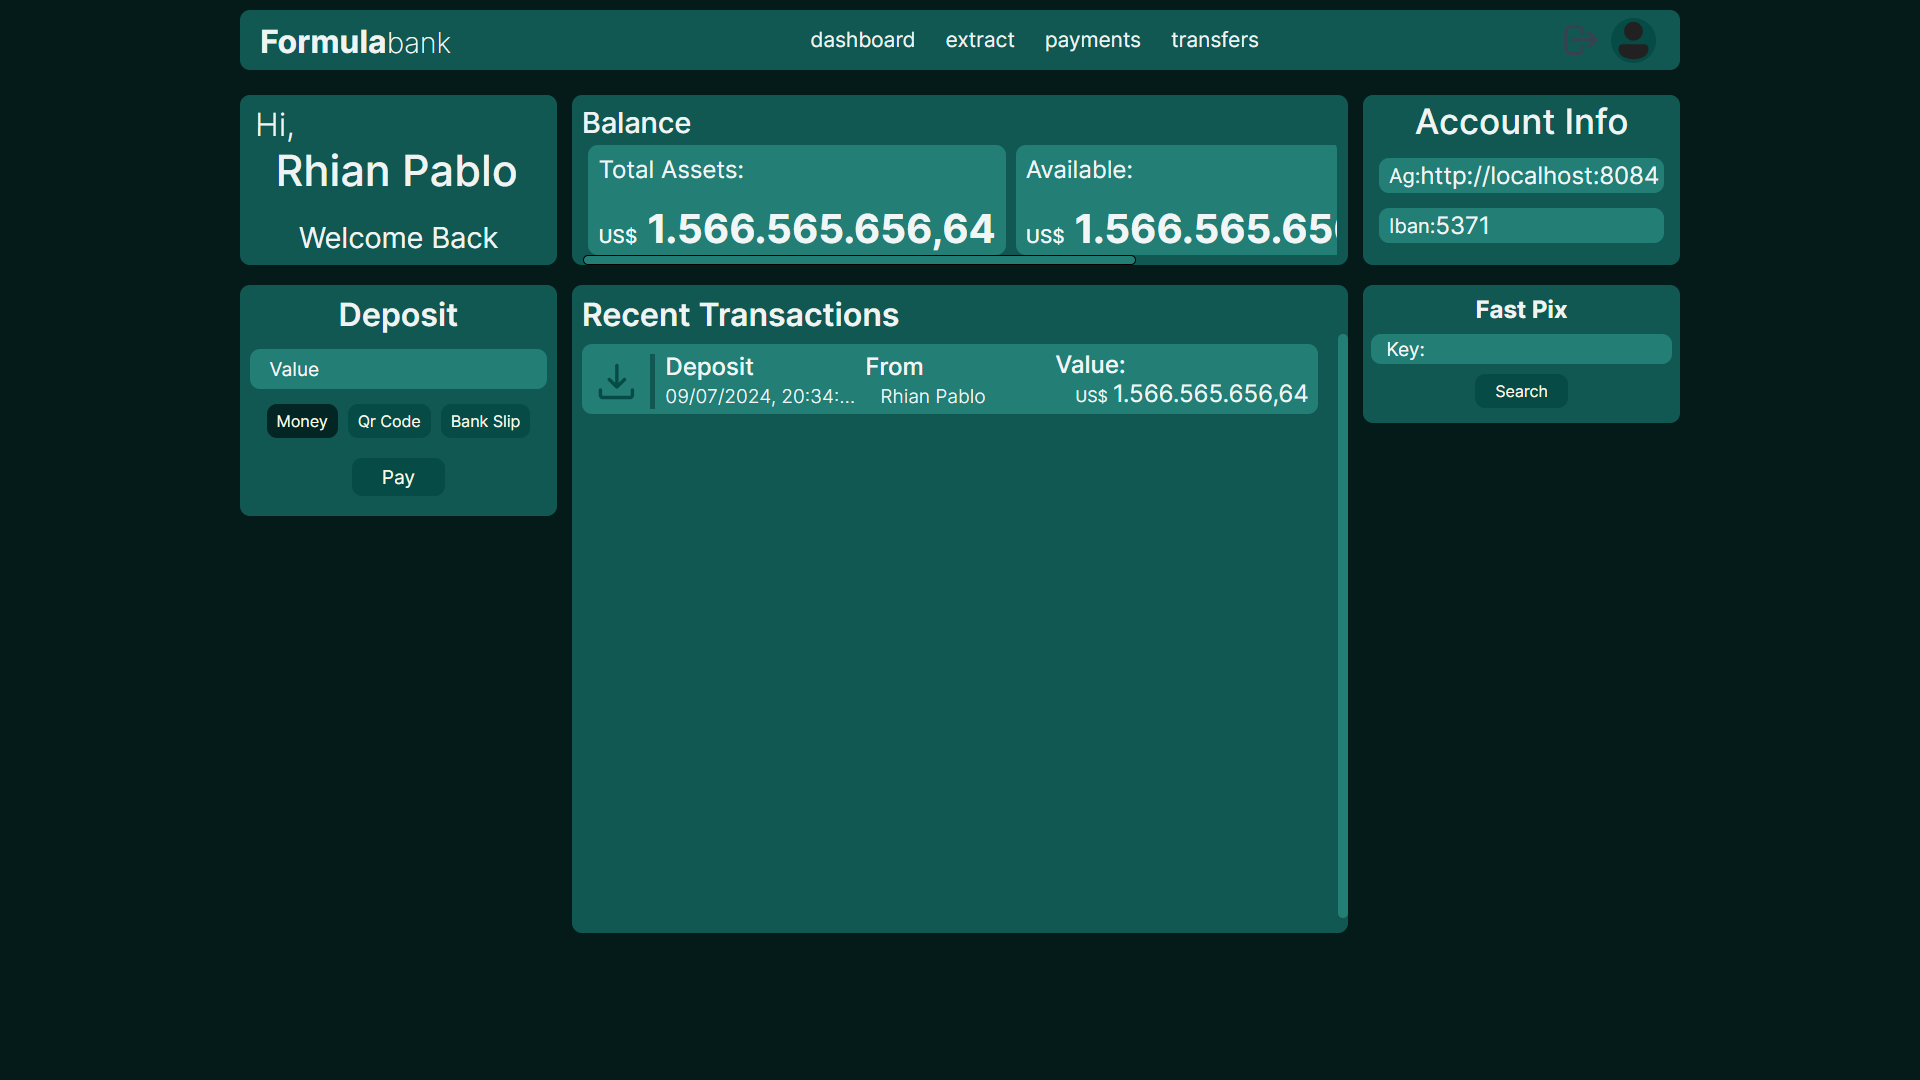 Formulabank
dashboard extract payments transfers
Hi,
Rhian Pablo
Welcome Back
Balance
Total Assets:
US$ 1.566.565.656,64
Available:
US$ 1.566.565.65
Account Info
Ag:http://localhost:8084
Iban:5371
Deposit
Value
Money Qr Code Bank Slip
Pay
Recent Transactions
Deposit From Value:
09/07/2024, 20:34:... Rhian Pablo US$ 1.566.565.656,64
Fast Pix
Key:
Search